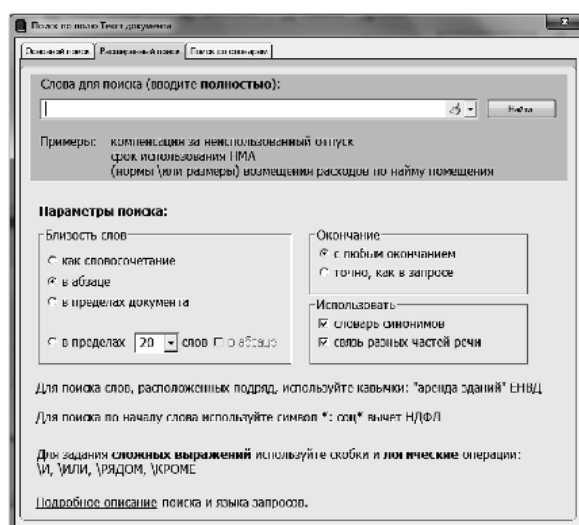 Поиск по полю Текст документа
x
Основной поиск Расширенный поиск Поиск со словарем
Слова для поиска (вводите полностью):
Найти
Примеры: компенсация за неиспользованный отпуск
срок использования НМА
(нормы \или размеры) возмещения расходов по найму помещения
Параметры поиска:
Близость слов
как словосочетание
в абзаце
в пределах документа
в пределах 20 слов в абзаце
Окончание
с любым окончанием
точно, как в запросе
Использовать
словарь синонимов
связь разных частей речи
Для поиска слов, расположенных подряд, используйте кавычки: "аренда зданий" ЕНВД
Для поиска по началу слова используйте символ *: соц* вычет НДФЛ
Для задания сложных выражений используйте скобки и логические операции:
\И, \ИЛИ, \РЯДОМ, \КРОМЕ
Подробное описание поиска и языка запросов.